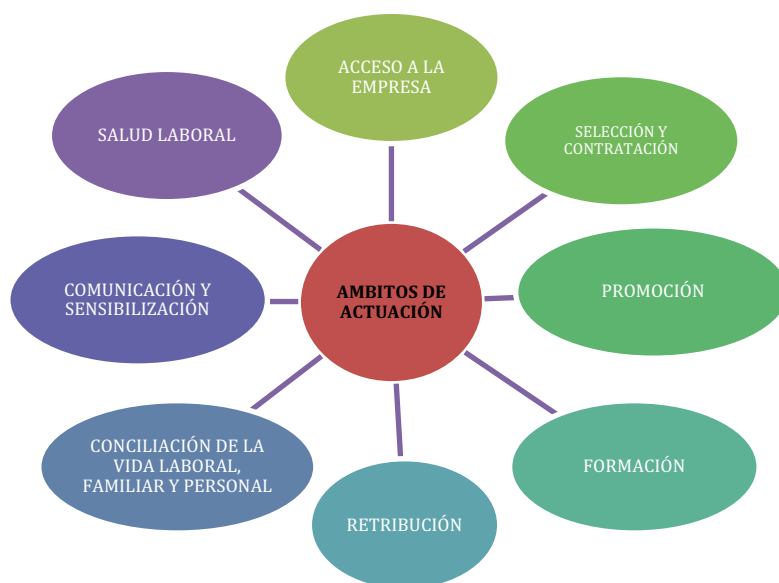 ACCESO A LA
EMPRESA
SELECCIÓN Y
CONTRATACIÓN
PROMOCIÓN
FORMACIÓN
RETRIBUCIÓN
CONCILIACIÓN DE LA
VIDA LABORAL,
FAMILIAR Y PERSONAL
COMUNICACIÓN Y
SENSIBILIZACIÓN
SALUD LABORAL
AMBITOS DE
ACTUACIÓN